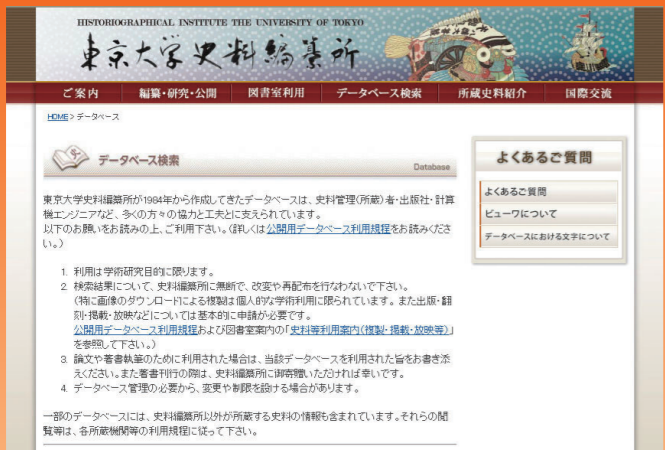 HISTORIOGRAPHICAL INSTITUTE THE UNIVERSITY OF TOKYO
東京大学史料編纂所
ご案内 編纂・研究・公開 図書室利用 データベース検索 所蔵史料紹介 国際交流
HOME > データベース
データベース検索 Database
東京大学史料編纂所が1984年から作成してきたデータベースは、史料管理(所蔵)者・出版社・計算
機エンジニアなど、多くの方々の協力と工夫とに支えられています。
以下のお願いをお読みの上、ご利用下さい。(詳しくは公開用データベース利用規程をお読みくださ
い。)
1. 利用は学術研究目的に限ります。
2. 検索結果について、史料編纂所に無断で、改変や再配布を行なわないで下さい。
(特に画像のダウンロードによる複製は個人的な学術利用に限られています。また出版・翻
刻・掲載・放映などについては基本的に申請が必要です。
公開用データベース利用規程および図書室案内の「史料等利用案内(複製・掲載・放映等)」
を参照して下さい。)
3. 論文や著書執筆のために利用された場合は、当該データベースを利用された旨をお書き添
えください。また著書刊行の際は、史料編纂所に御寄贈いただければ幸いです。
4. データベース管理の必要から、変更や制限を設ける場合があります。
一部のデータベースには、史料編纂所以外が所蔵する史料の情報も含まれています。それらの閲
覧等は、各所蔵機関等の利用規程に従って下さい。
よくあるご質問
よくあるご質問
ビューワについて
データベースにおける文字について